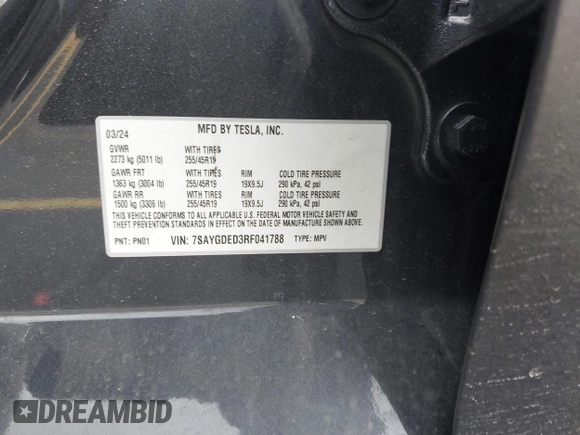 03/24 MFD BY TESLA, INC.
GVWR WITH TIRES
2273 kg (5011 lb) 255/45R19
GAWR FRT WITH TIRES RIM COLD TIRE PRESSURE
1363 kg (3004 lb) 255/45R19 19X9.5J 290 kPa, 42 psi
GAWR RR WITH TIRES RIM COLD TIRE PRESSURE
1500 kg (3306 lb) 255/45R19 19X9.5J 290 kPa, 42 psi
THIS VEHICLE CONFORMS TO ALL APPLICABLE U.S. FEDERAL MOTOR VEHICLE SAFETY AND
THEFT PREVENTION STANDARDS IN EFFECT ON THE DATE OF MANUFACTURE SHOWN ABOVE.
PNT: PN01 VIN: 7SAYGDED3RF041788 TYPE: MPV
DREAMBID